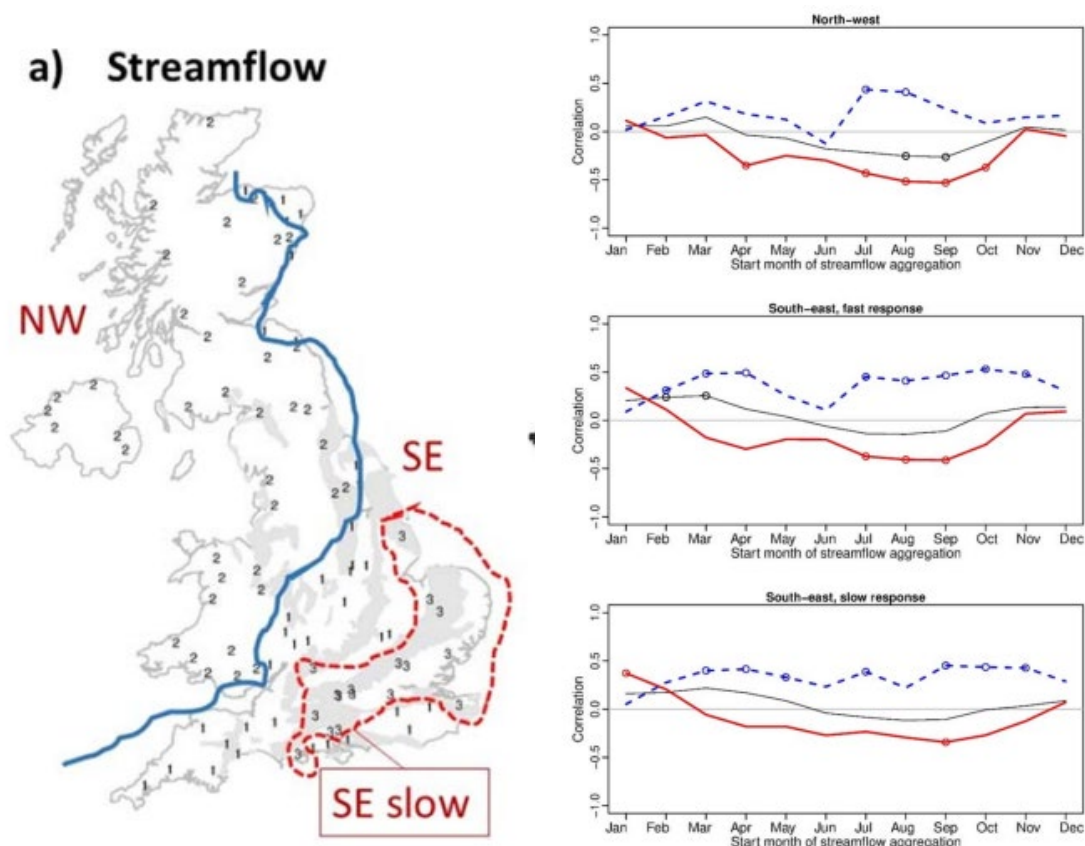 a) Streamflow
NW
SE
SE slow
North-west
Correlation
1.0
0.5
0.0
−0.5
−1.0
Jan Feb Mar Apr May Jun Jul Aug Sep Oct Nov Dec
Start month of streamflow aggregation
South-east, fast response
Correlation
1.0
0.5
0.0
−0.5
−1.0
Jan Feb Mar Apr May Jun Jul Aug Sep Oct Nov Dec
Start month of streamflow aggregation
South-east, slow response
Correlation
1.0
0.5
0.0
−0.5
−1.0
Jan Feb Mar Apr May Jun Jul Aug Sep Oct Nov Dec
Start month of streamflow aggregation